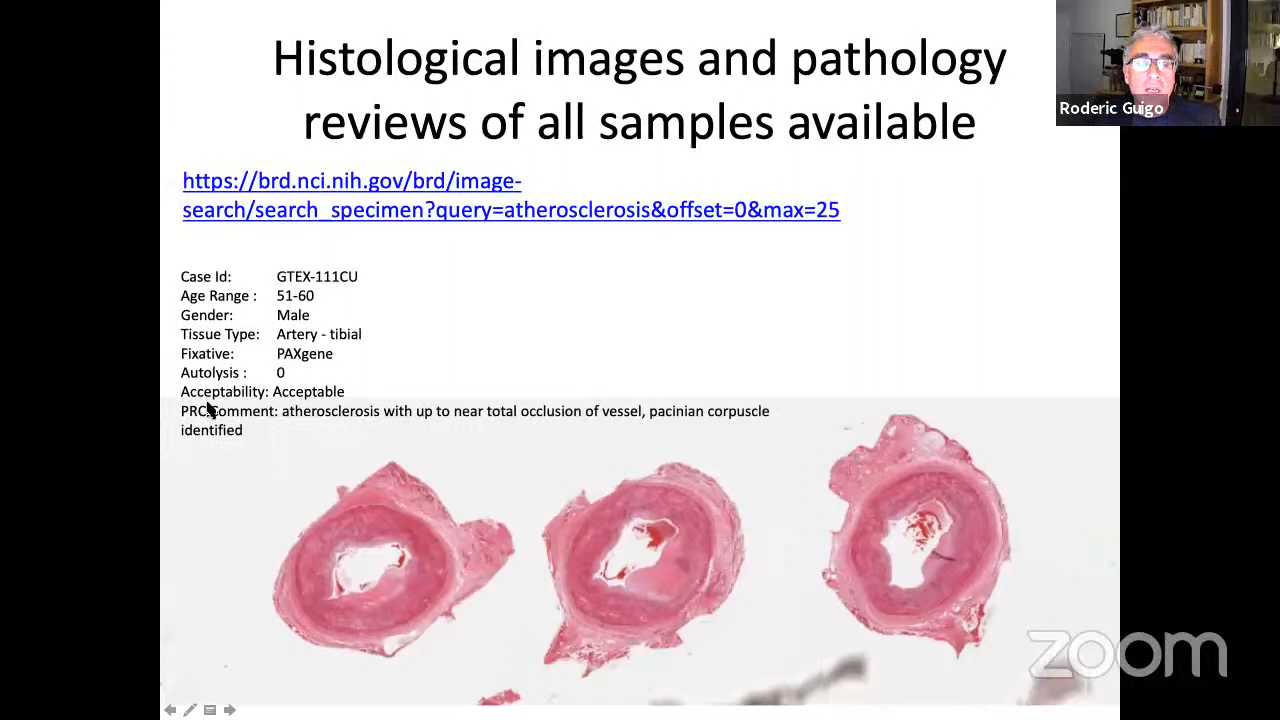 Histological images and pathology
reviews of all samples available
Roderic Guigo
https://brd.nci.nih.gov/brd/image-
search/search_specimen?query=atherosclerosis&offset=0&max=25
Case Id: GTEX-111CU
Age Range : 51-60
Gender: Male
Tissue Type: Artery - tibial
Fixative: PAXgene
Autolysis : 0
Acceptability: Acceptable
PRC Comment: atherosclerosis with up to near total occlusion of vessel, pacinian corpuscle
identified
zoom